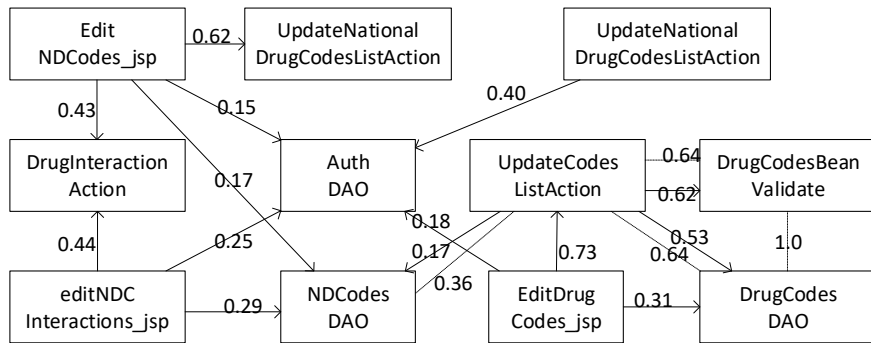 Edit
NDCodes_jsp
0.62
UpdateNational
DrugCodesListAction
UpdateNational
DrugCodesListAction
0.43
0.15
0.40
DrugInteraction
Action
0.17
Auth
DAO
UpdateCodes
ListAction
0.64
0.62
DrugCodesBean
Validate
0.44
0.25
0.18
0.17
0.36
0.73
0.53
0.64
1.0
editNDC
Interactions_jsp
0.29
NDCodes
DAO
EditDrug
Codes_jsp
0.31
DrugCodes
DAO